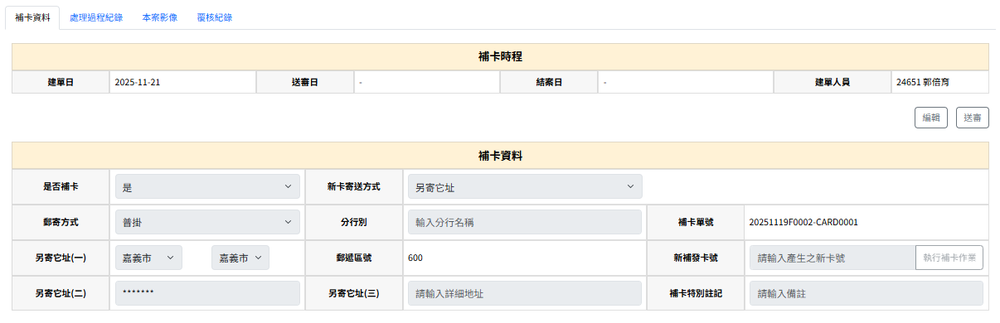 補卡資料 處理過程紀錄 本案影像 覆核紀錄
補卡時程
建單日 2025-11-21 送審日 - 結案日 - 建單人員 24651 郭倍育
編輯 送審
補卡資料
是否補卡 是 新卡寄送方式 另寄它址
郵寄方式 普掛 分行別 輸入分行名稱 補卡單號 20251119F0002-CARD0001
另寄它址(一) 嘉義市 嘉義市 郵遞區號 600 新補發卡號 請輸入產生之新卡號 執行補卡作業
另寄它址(二) ******* 另寄它址(三) 請輸入詳細地址 補卡特別註記 請輸入備註